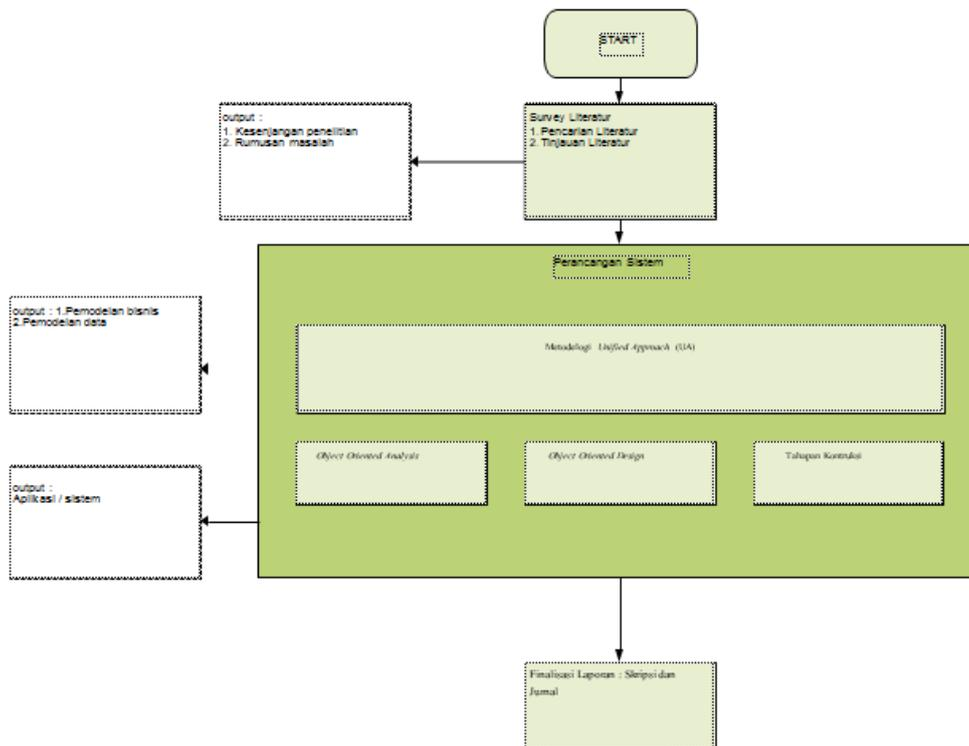 START
output :
1. Kesenjangan penelitian
2. Rumusan masalah
Survey Literatur
1. Pencarian Literatur
2. Tinjauan Literatur
Perancangan Sistem
output : 1.Pemodelan bisnis
2.Pemodelan data
Metodelogi Unified Approach (UA)
Object Oriented Analysis
Object Oriented Design
Tahapan Kontruksi
output :
Aplikasi / sistem
Finalisasi Laporan : Skripsi dan
Jurnal